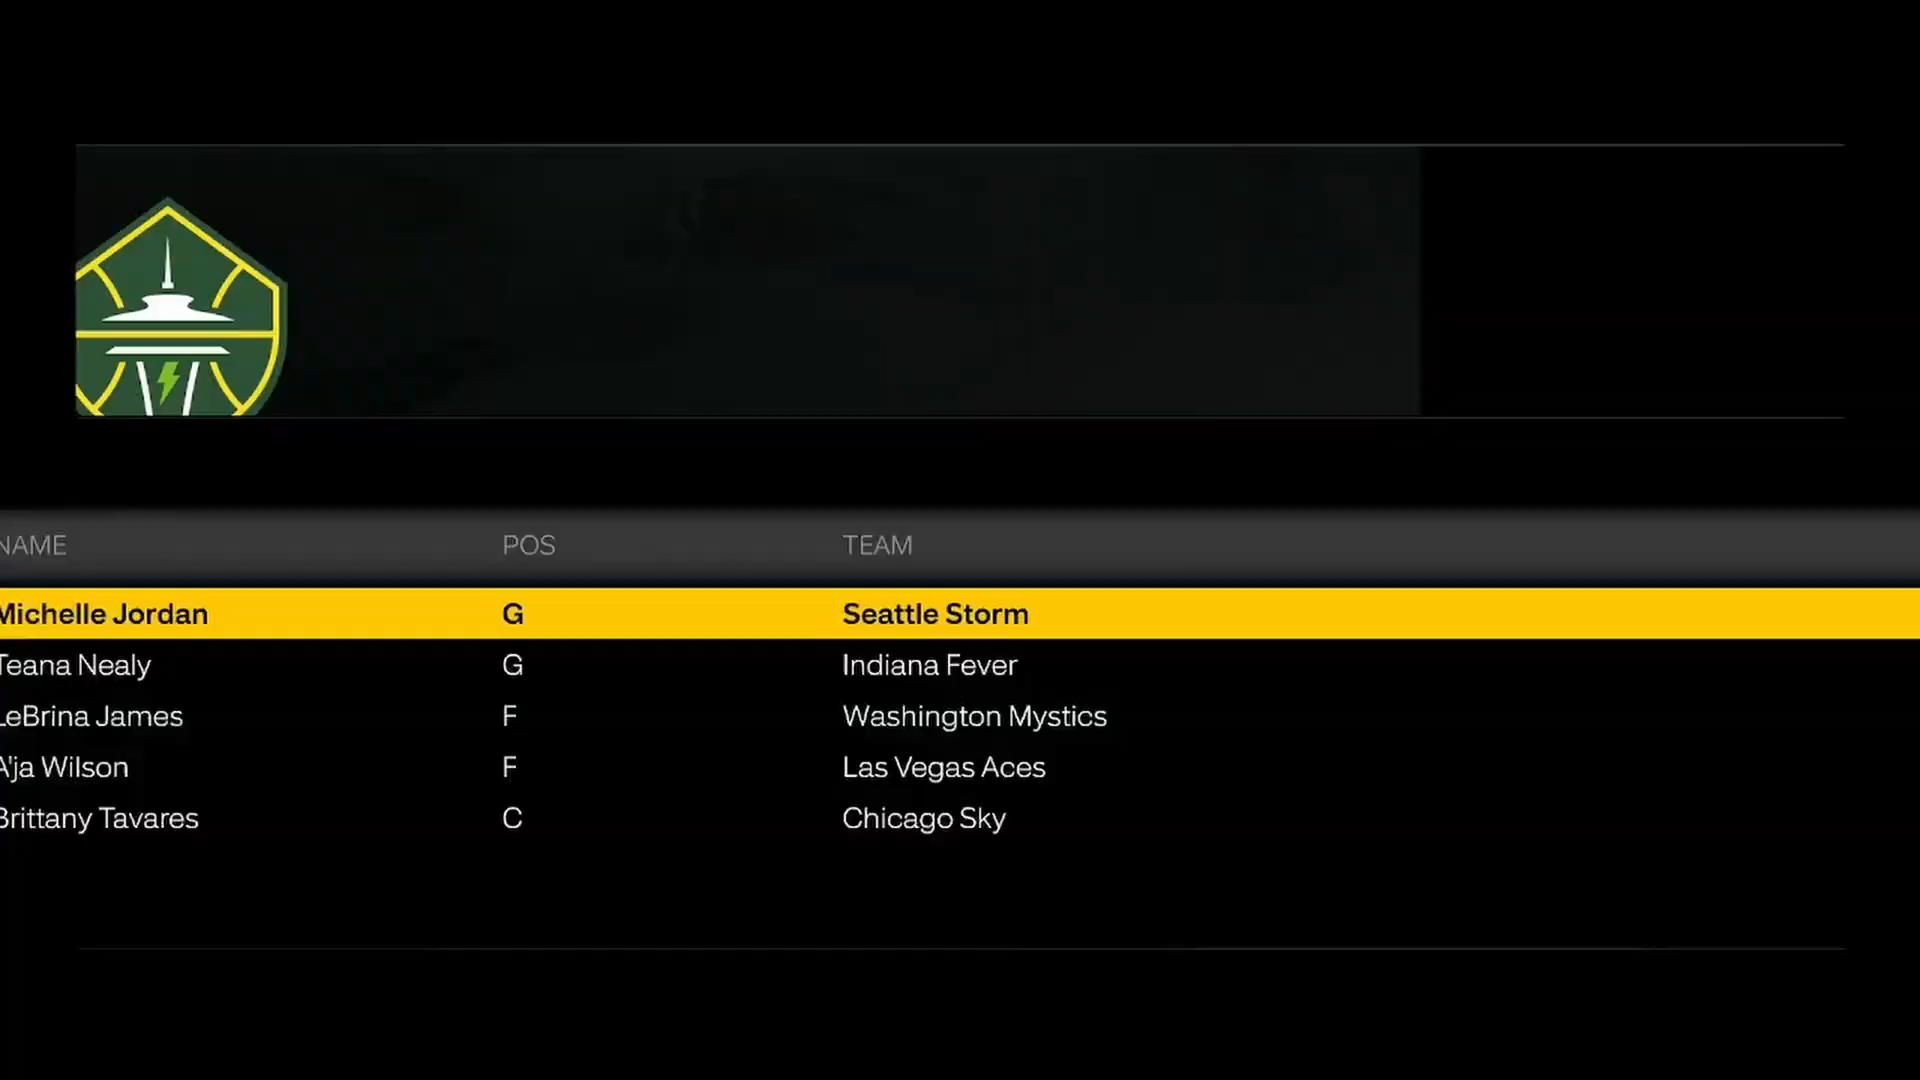 NAME POS TEAM
Michelle Jordan G Seattle Storm
Teana Nealy G Indiana Fever
LeBrina James F Washington Mystics
A'ja Wilson F Las Vegas Aces
Brittany Tavares C Chicago Sky